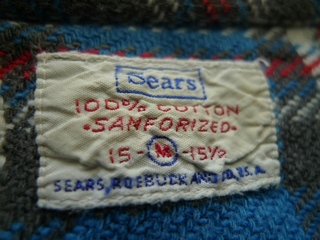 Sears
100% COTTON
•SANFORIZED•
15-M-15½
SEARS, ROEBUCK AND CO. U.S.A.